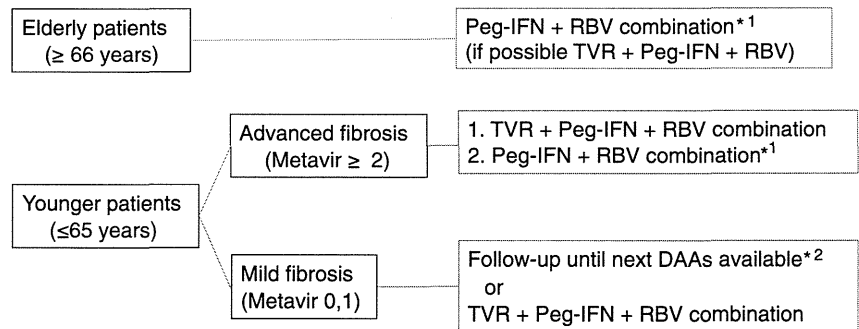 Elderly patients
(≥ 66 years)
Peg-IFN + RBV combination*1
(if possible TVR + Peg-IFN + RBV)
Younger patients
(≤65 years)
Advanced fibrosis
(Metavir ≥ 2)
1. TVR + Peg-IFN + RBV combination
2. Peg-IFN + RBV combination*1
Mild fibrosis
(Metavir 0,1)
Follow-up until next DAAs available*2
or
TVR + Peg-IFN + RBV combination